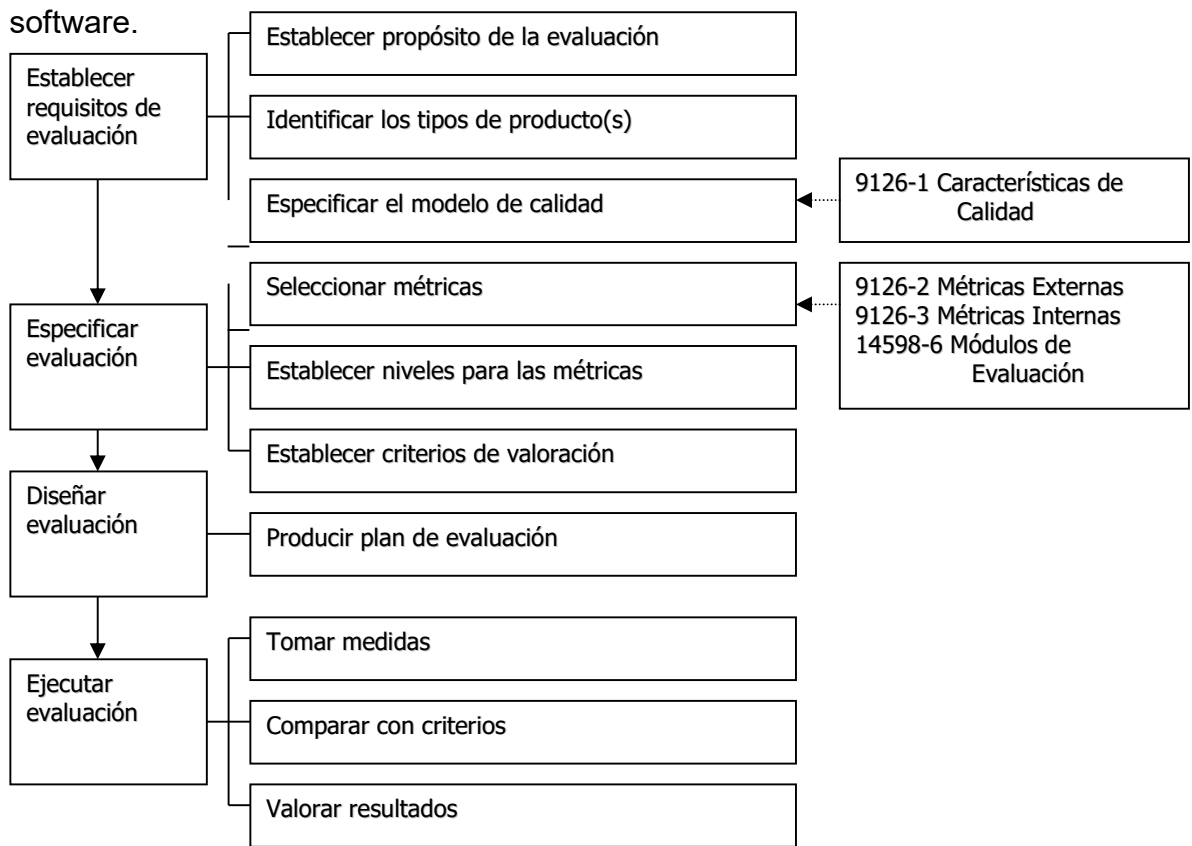 software.
Establecer
requisitos de
evaluación
Establecer propósito de la evaluación
Identificar los tipos de producto(s)
Especificar el modelo de calidad
9126-1 Características de
Calidad
Especificar
evaluación
Seleccionar métricas
9126-2 Métricas Externas
9126-3 Métricas Internas
14598-6 Módulos de
Evaluación
Establecer niveles para las métricas
Establecer criterios de valoración
Diseñar
evaluación
Producir plan de evaluación
Ejecutar
evaluación
Tomar medidas
Comparar con criterios
Valorar resultados